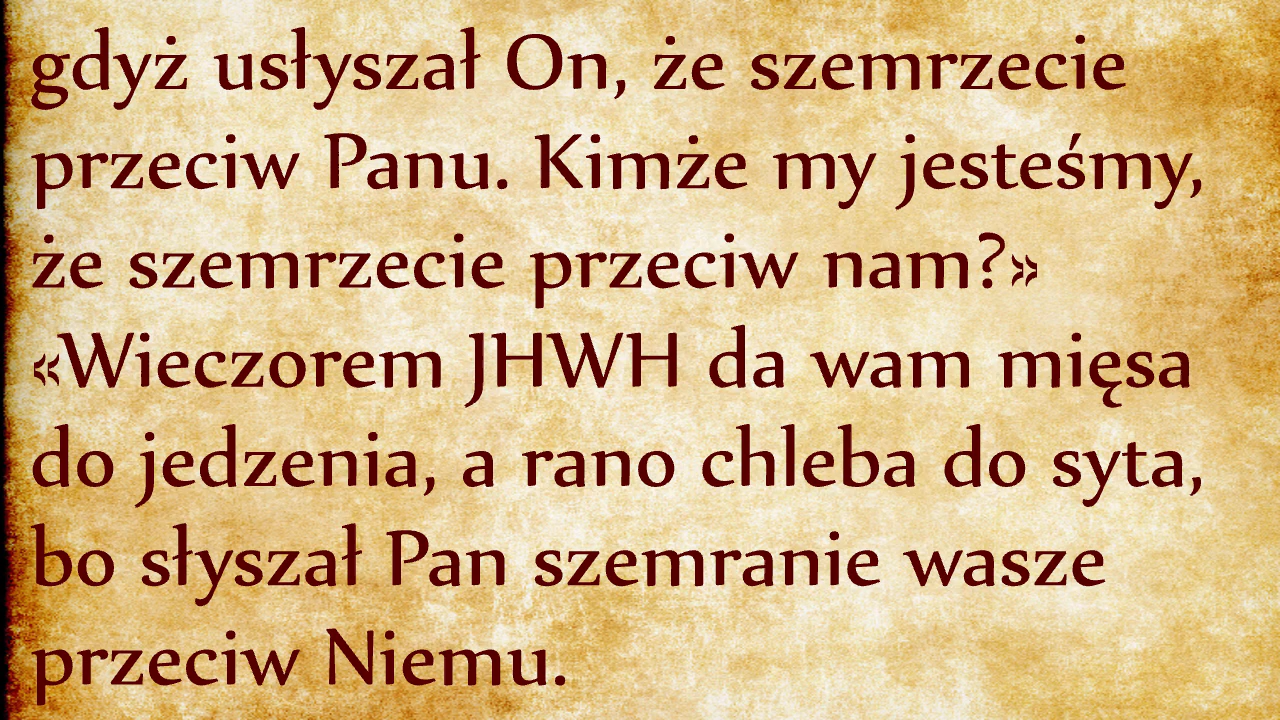 gdyż usłyszał On, że szemrzecie
przeciw Panu. Kimże my jesteśmy,
że szemrzecie przeciw nam?»
«Wieczorem JHWH da wam mięsa
do jedzenia, a rano chleba do syta,
bo słyszał Pan szemranie wasze
przeciw Niemu.